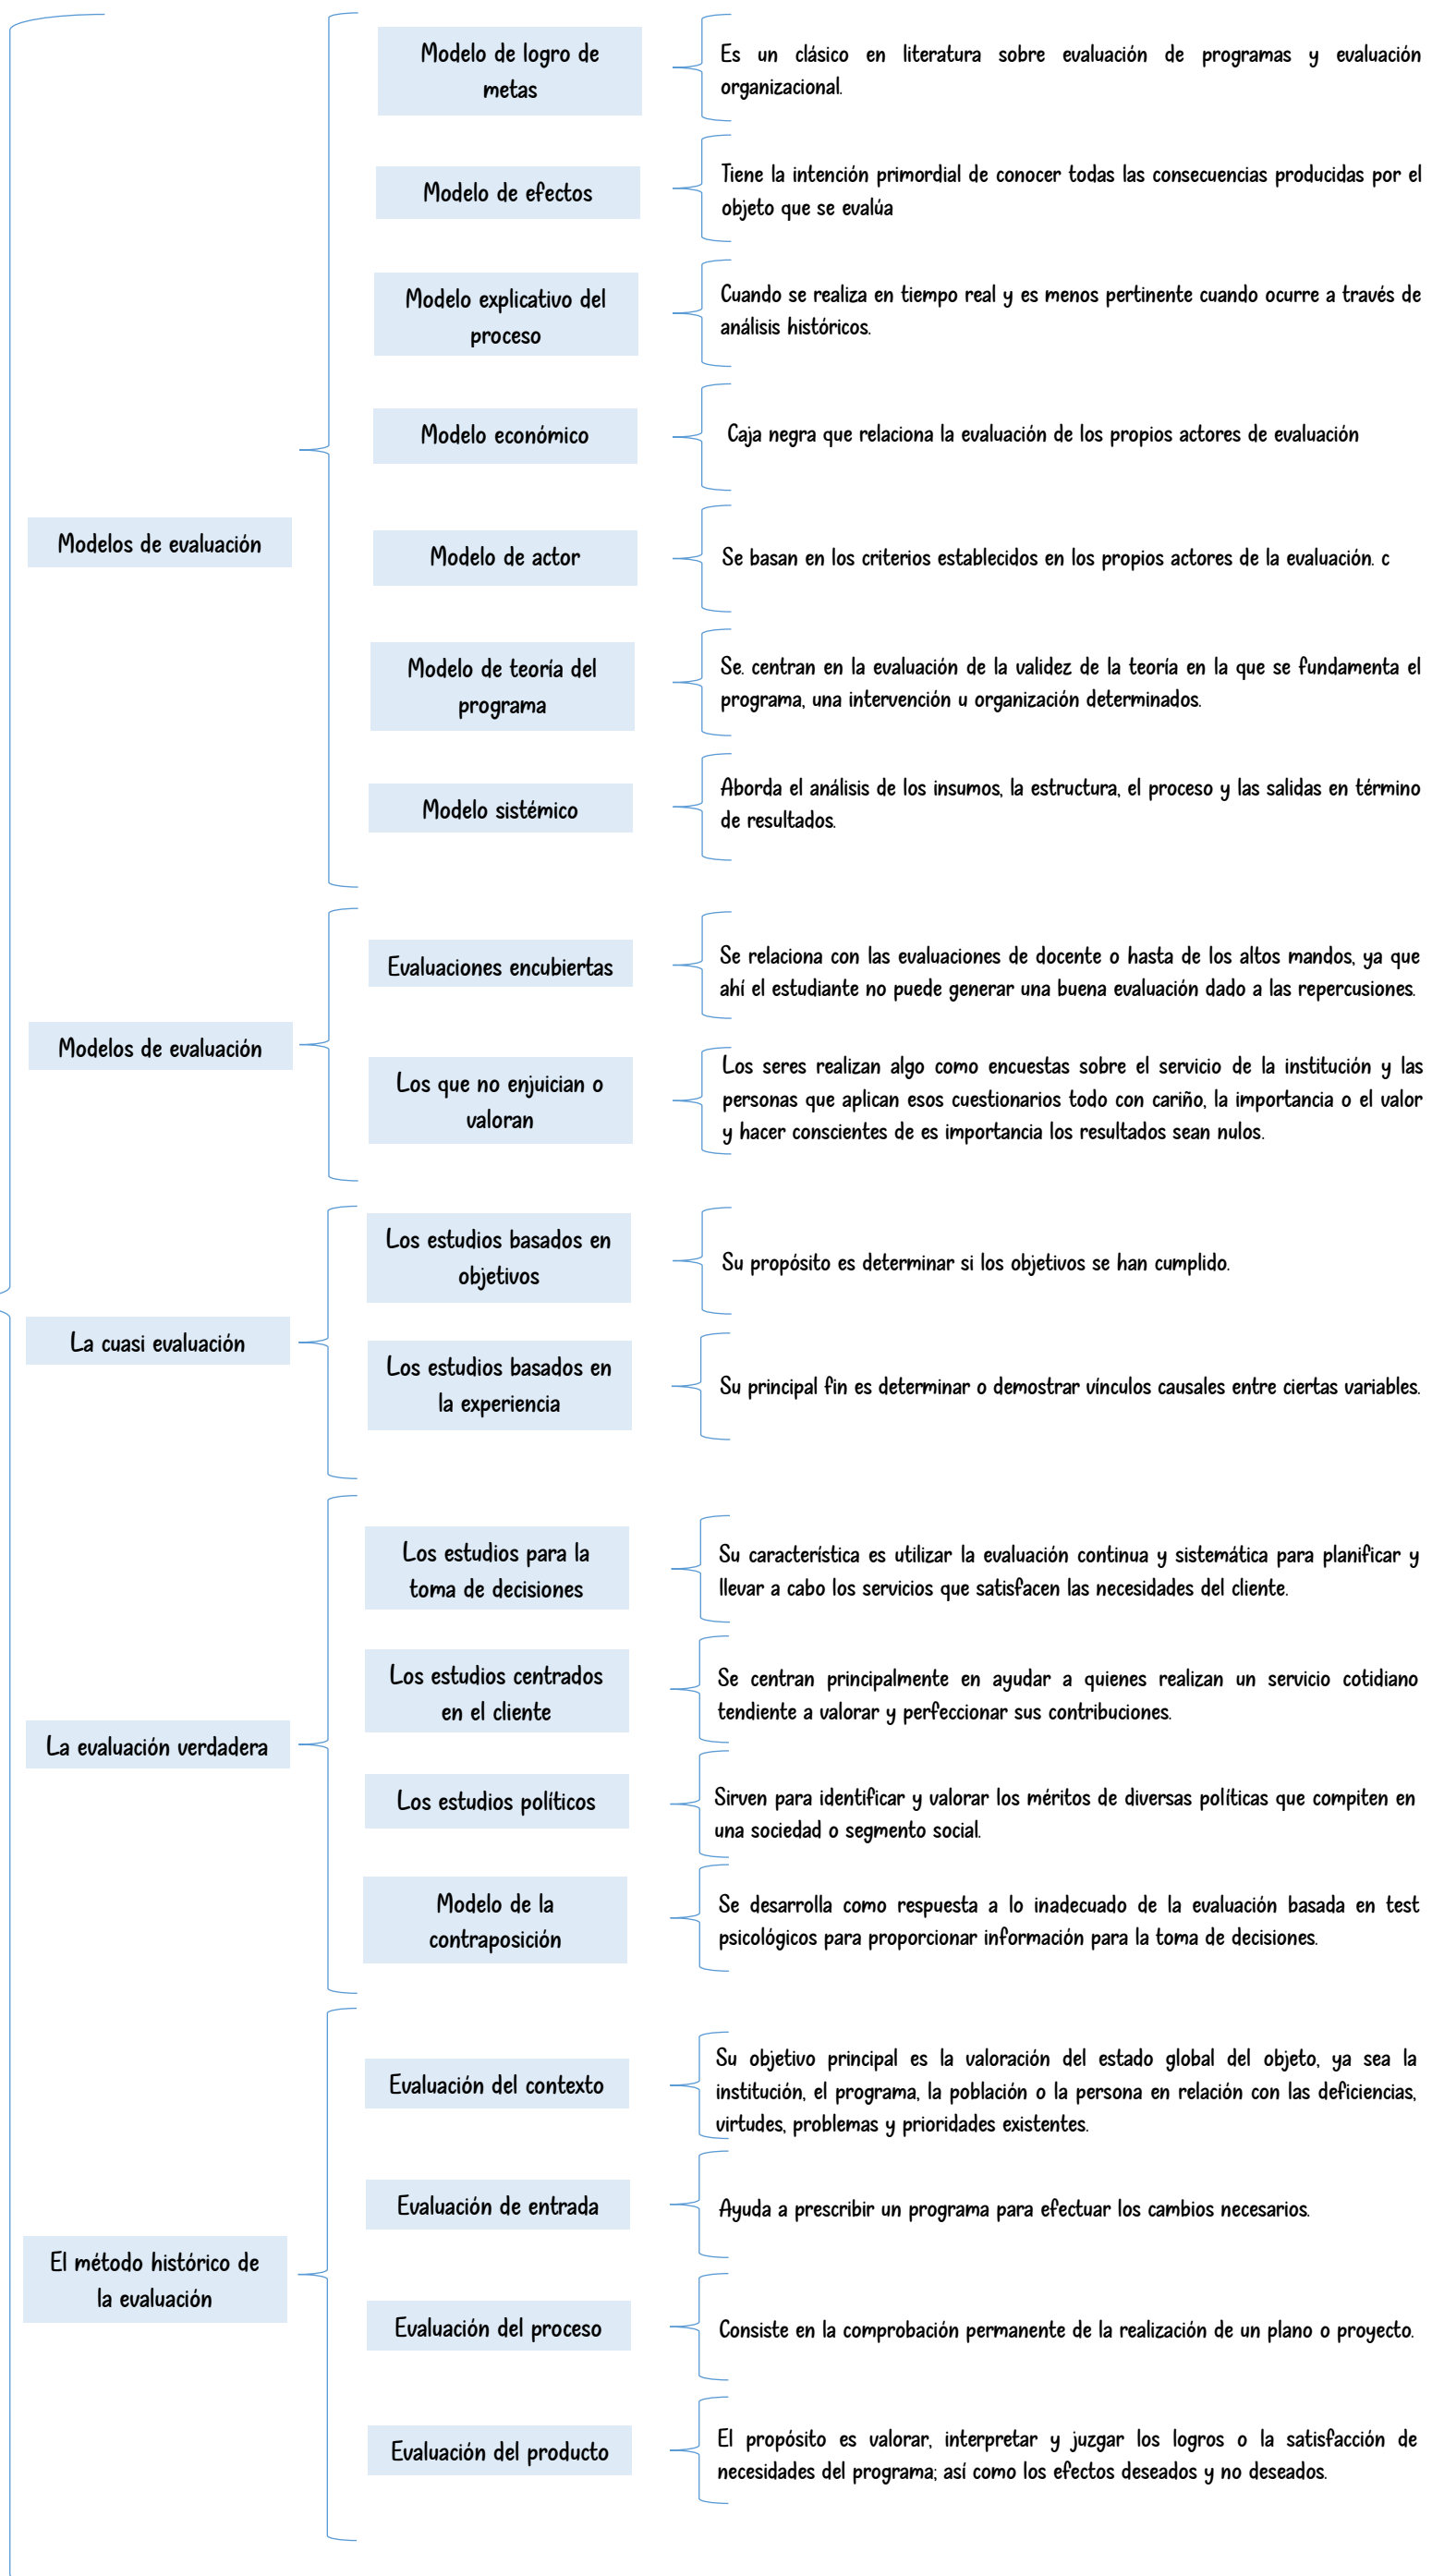 Modelos de evaluación
Modelo de logro de
metas
Es un clásico en literatura sobre evaluación de programas y evaluación
organizacional.
Modelo de efectos
Tiene la intención primordial de conocer todas las consecuencias producidas por el
objeto que se evalúa
Modelo explicativo del
proceso
Cuando se realiza en tiempo real y es menos pertinente cuando ocurre a través de
análisis históricos.
Modelo económico
Caja negra que relaciona la evaluación de los propios actores de evaluación
Modelo de actor
Se basan en los criterios establecidos en los propios actores de la evaluación. c
Modelo de teoría del
programa
Se. centran en la evaluación de la validez de la teoría en la que se fundamenta el
programa, una intervención u organización determinados.
Modelo sistémico
Aborda el análisis de los insumos, la estructura, el proceso y las salidas en término
de resultados.
Modelos de evaluación
Evaluaciones encubiertas
Se relaciona con las evaluaciones de docente o hasta de los altos mandos, ya que
ahí el estudiante no puede generar una buena evaluación dado a las repercusiones.
Los que no enjuician o
valoran
Los seres realizan algo como encuestas sobre el servicio de la institución y las
personas que aplican esos cuestionarios todo con cariño, la importancia o el valor
y hacer conscientes de es importancia los resultados sean nulos.
La cuasi evaluación
Los estudios basados en
objetivos
Su propósito es determinar si los objetivos se han cumplido.
Los estudios basados en
la experiencia
Su principal fin es determinar o demostrar vínculos causales entre ciertas variables.
La evaluación verdadera
Los estudios para la
toma de decisiones
Su característica es utilizar la evaluación continua y sistemática para planificar y
llevar a cabo los servicios que satisfacen las necesidades del cliente.
Los estudios centrados
en el cliente
Se centran principalmente en ayudar a quienes realizan un servicio cotidiano
tendiente a valorar y perfeccionar sus contribuciones.
Los estudios políticos
Sirven para identificar y valorar los méritos de diversas políticas que compiten en
una sociedad o segmento social.
Modelo de la
contraposición
Se desarrolla como respuesta a lo inadecuado de la evaluación basada en test
psicológicos para proporcionar información para la toma de decisiones.
El método histórico de
la evaluación
Evaluación del contexto
Su objetivo principal es la valoración del estado global del objeto, ya sea la
institución, el programa, la población o la persona en relación con las deficiencias,
virtudes, problemas y prioridades existentes.
Evaluación de entrada
Ayuda a prescribir un programa para efectuar los cambios necesarios.
Evaluación del proceso
Consiste en la comprobación permanente de la realización de un plano o proyecto.
Evaluación del producto
El propósito es valorar, interpretar y juzgar los logros o la satisfacción de
necesidades del programa; así como los efectos deseados y no deseados.